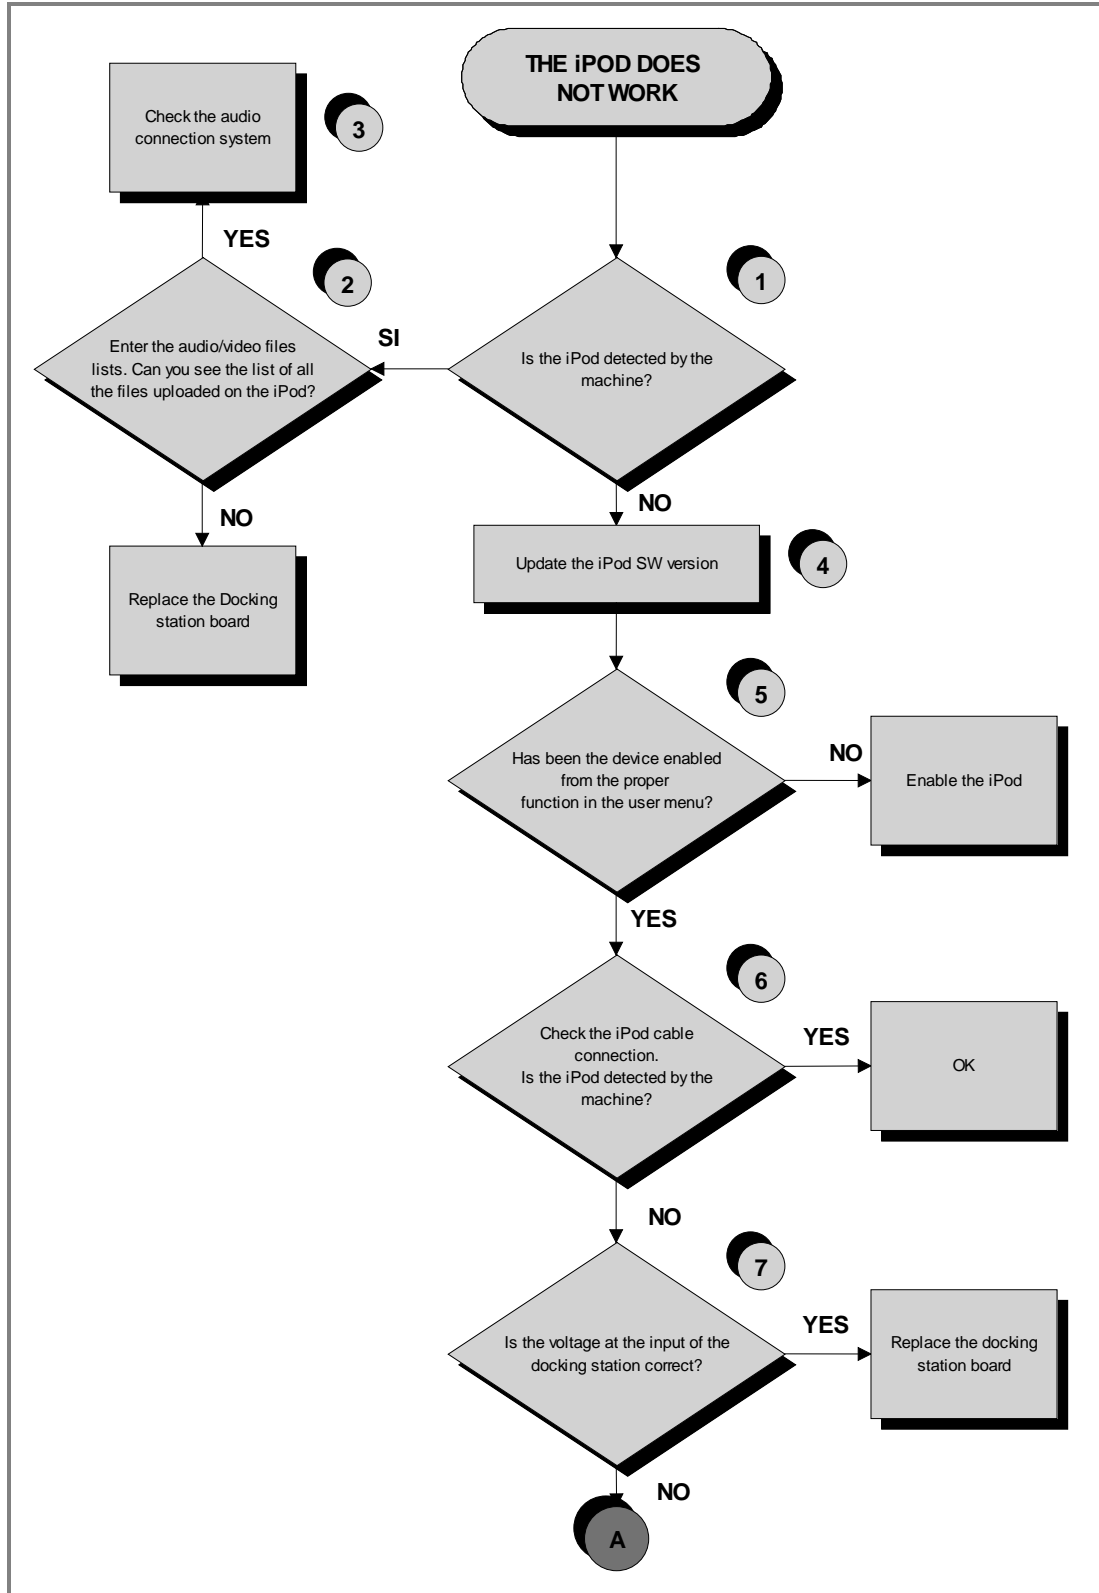 THE iPOD DOES
NOT WORK
Check the audio
connection system
3
YES
2
1
SI
Enter the audio/video files
lists. Can you see the list of all
the files uploaded on the iPod?
Is the iPod detected by the
machine?
NO
NO
Replace the Docking
station board
Update the iPod SW version
4
5
Has been the device enabled
from the proper
function in the user menu?
NO
Enable the iPod
YES
6
Check the iPod cable
connection.
Is the iPod detected by the
machine?
YES
OK
NO
7
Is the voltage at the input of the
docking station correct?
YES
Replace the docking
station board
NO
A